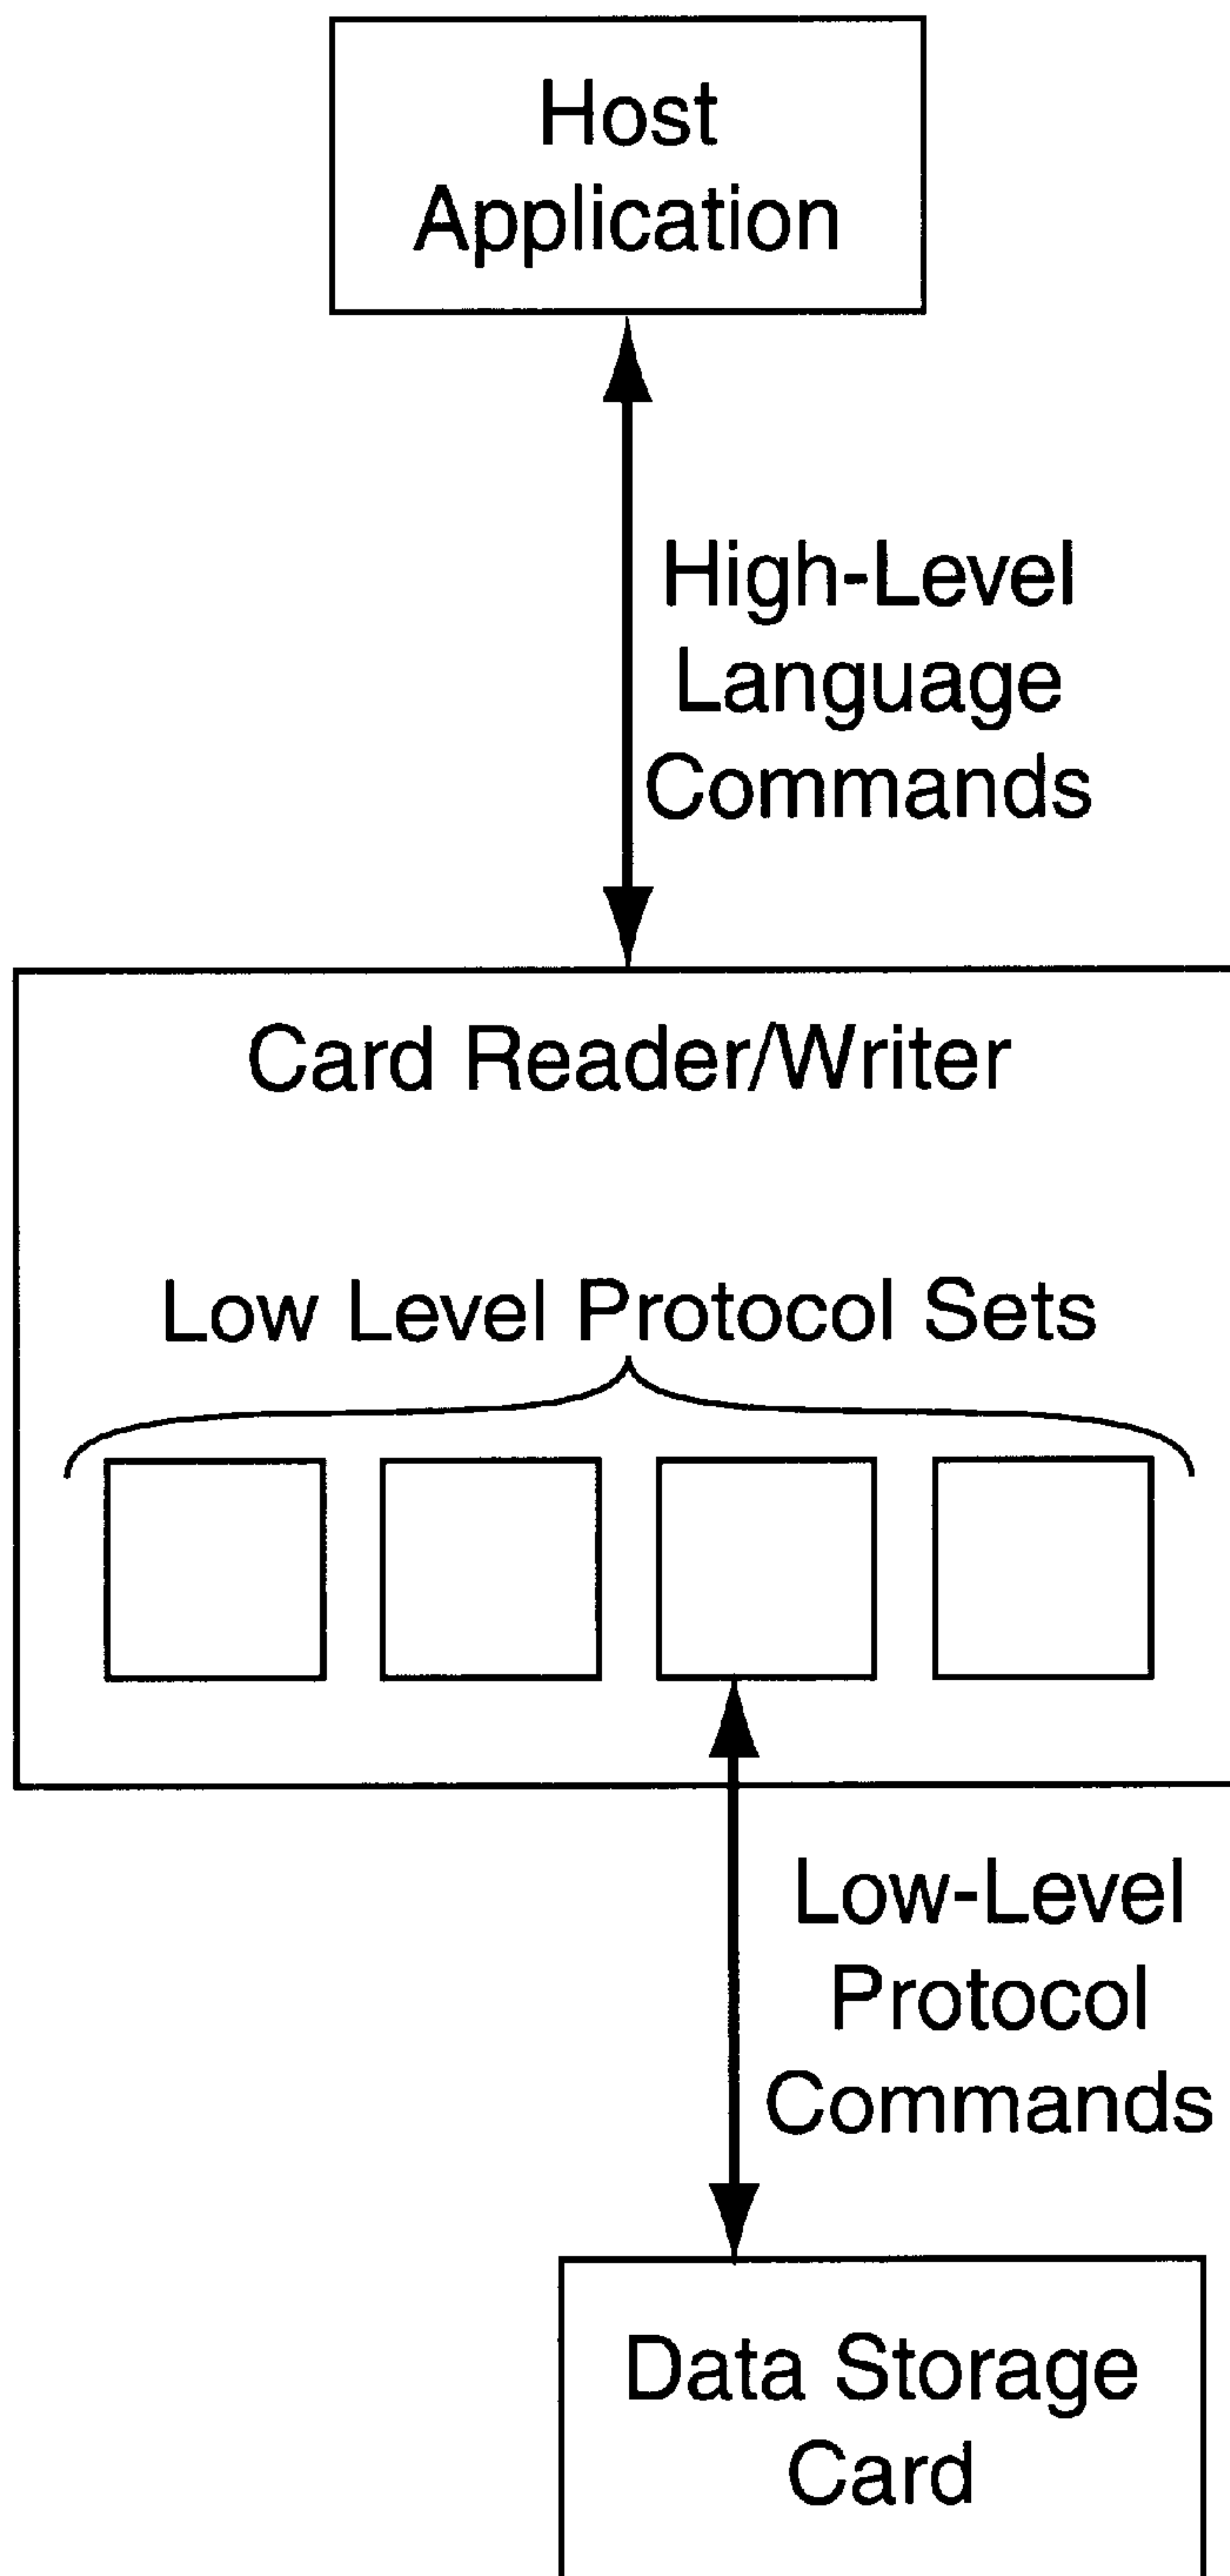 Host
Application
High-Level
Language
Commands
Card Reader/Writer
Low Level Protocol Sets
Low-Level
Protocol
Commands
Data Storage
Card